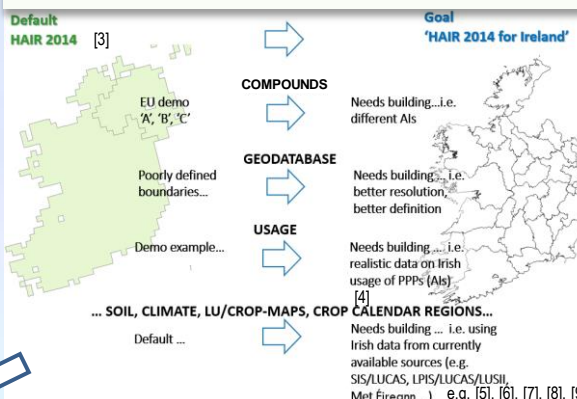 Default
HAIR 2014 [3]
Goal
‘HAIR 2014 for Ireland’
COMPOUNDS
EU demo
‘A’, ‘B’, ‘C’
Needs building...i.e.
different AIs
GEODATABASE
Poorly defined
boundaries...
Needs building ... i.e.
better resolution,
better definition
USAGE
Demo example...
Needs building ... i.e.
realistic data on Irish
usage of PPPs (AIs)
[4]
... SOIL, CLIMATE, LU/CROP-MAPS, CROP CALENDAR REGIONS...
Default ...
Needs building ... i.e. using
Irish data from currently
available sources (e.g.
SIS/LUCAS, LPIS/LUCAS/LUSII,
Met Éireann ...) e.g. [5], [6], [7], [8], [9